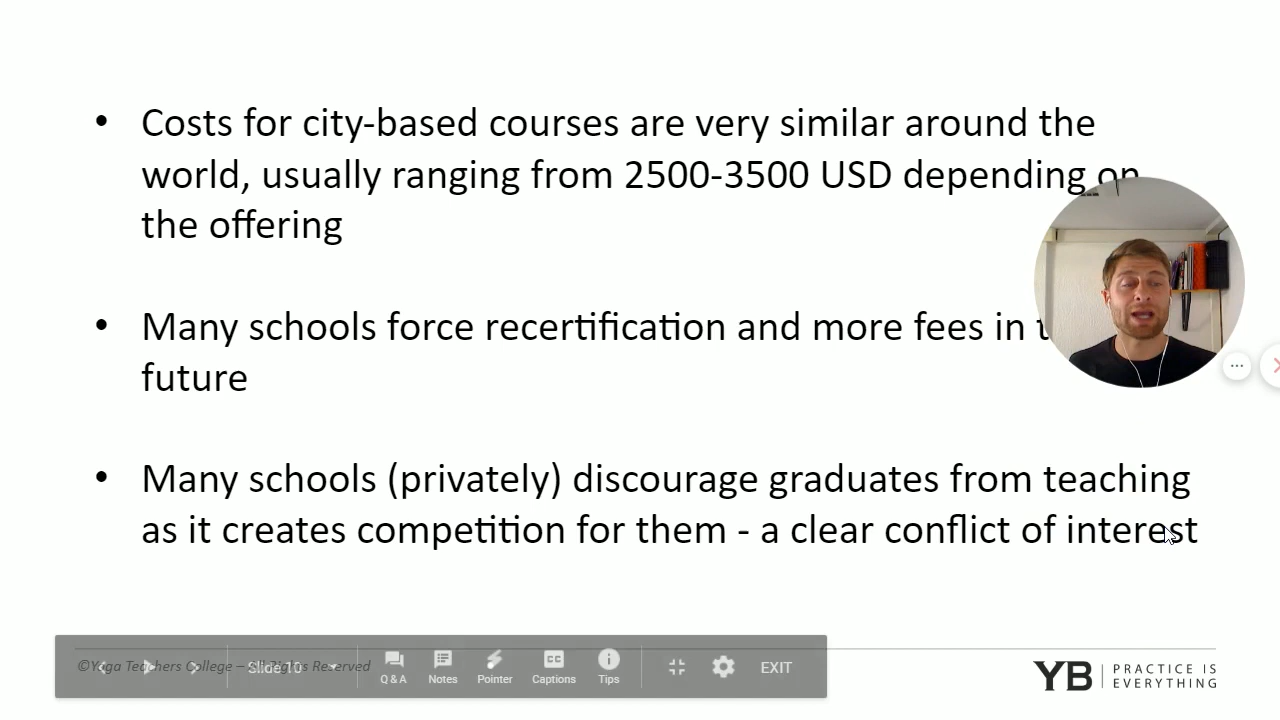 • Costs for city-based courses are very similar around the
world, usually ranging from 2500-3500 USD depending on
the offering
• Many schools force recertification and more fees in
future
• Many schools (privately) discourage graduates from teaching
as it creates competition for them - a clear conflict of interest
©Yoga Teachers College – All Rights Reserved
Slide 10
Q & A
Notes
Pointer
Captions
Tips
EXIT
YB
PRACTICE IS
EVERYTHING